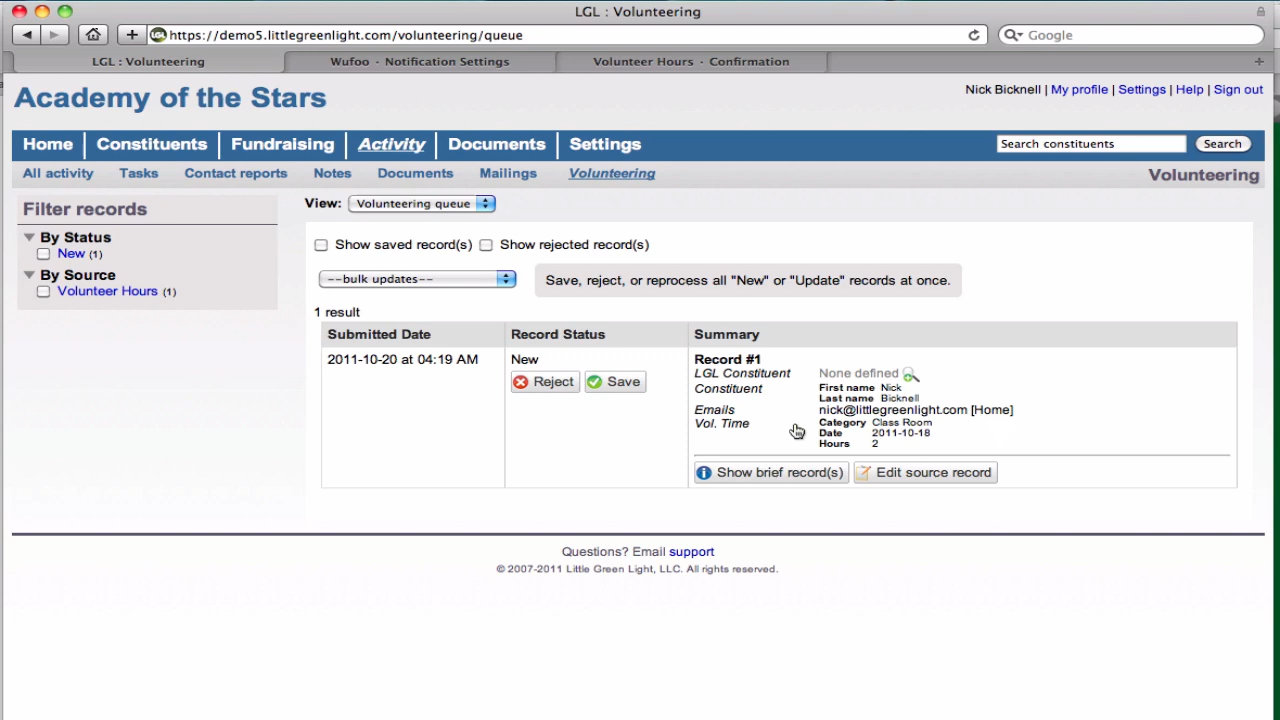 LGL : Volunteering
https://demo5.littlegreenlight.com/volunteering/queue
Google
LGL : Volunteering
Wufoo · Notification Settings
Volunteer Hours - Confirmation
Academy of the Stars
Nick Bicknell | My profile | Settings | Help | Sign out
Home
Constituents
Fundraising
Activity
Documents
Settings
Search constituents
Search
All activity
Tasks
Contact reports
Notes
Documents
Mailings
Volunteering
Volunteering
Filter records
By Status
New (1)
By Source
Volunteer Hours (1)
View: Volunteering queue
Show saved record(s)
Show rejected record(s)
--bulk updates--
Save, reject, or reprocess all "New" or "Update" records at once.
1 result
Submitted Date
Record Status
Summary
2011-10-20 at 04:19 AM
New
Reject
Save
Record #1
LGL Constituent None defined
Constituent First name Nick
Last name Bicknell
Emails nick@littlegreenlight.com [Home]
Vol. Time Category Class Room
Date 2011-10-18
Hours 2
Show brief record(s)
Edit source record
Questions? Email support
© 2007-2011 Little Green Light, LLC. All rights reserved.